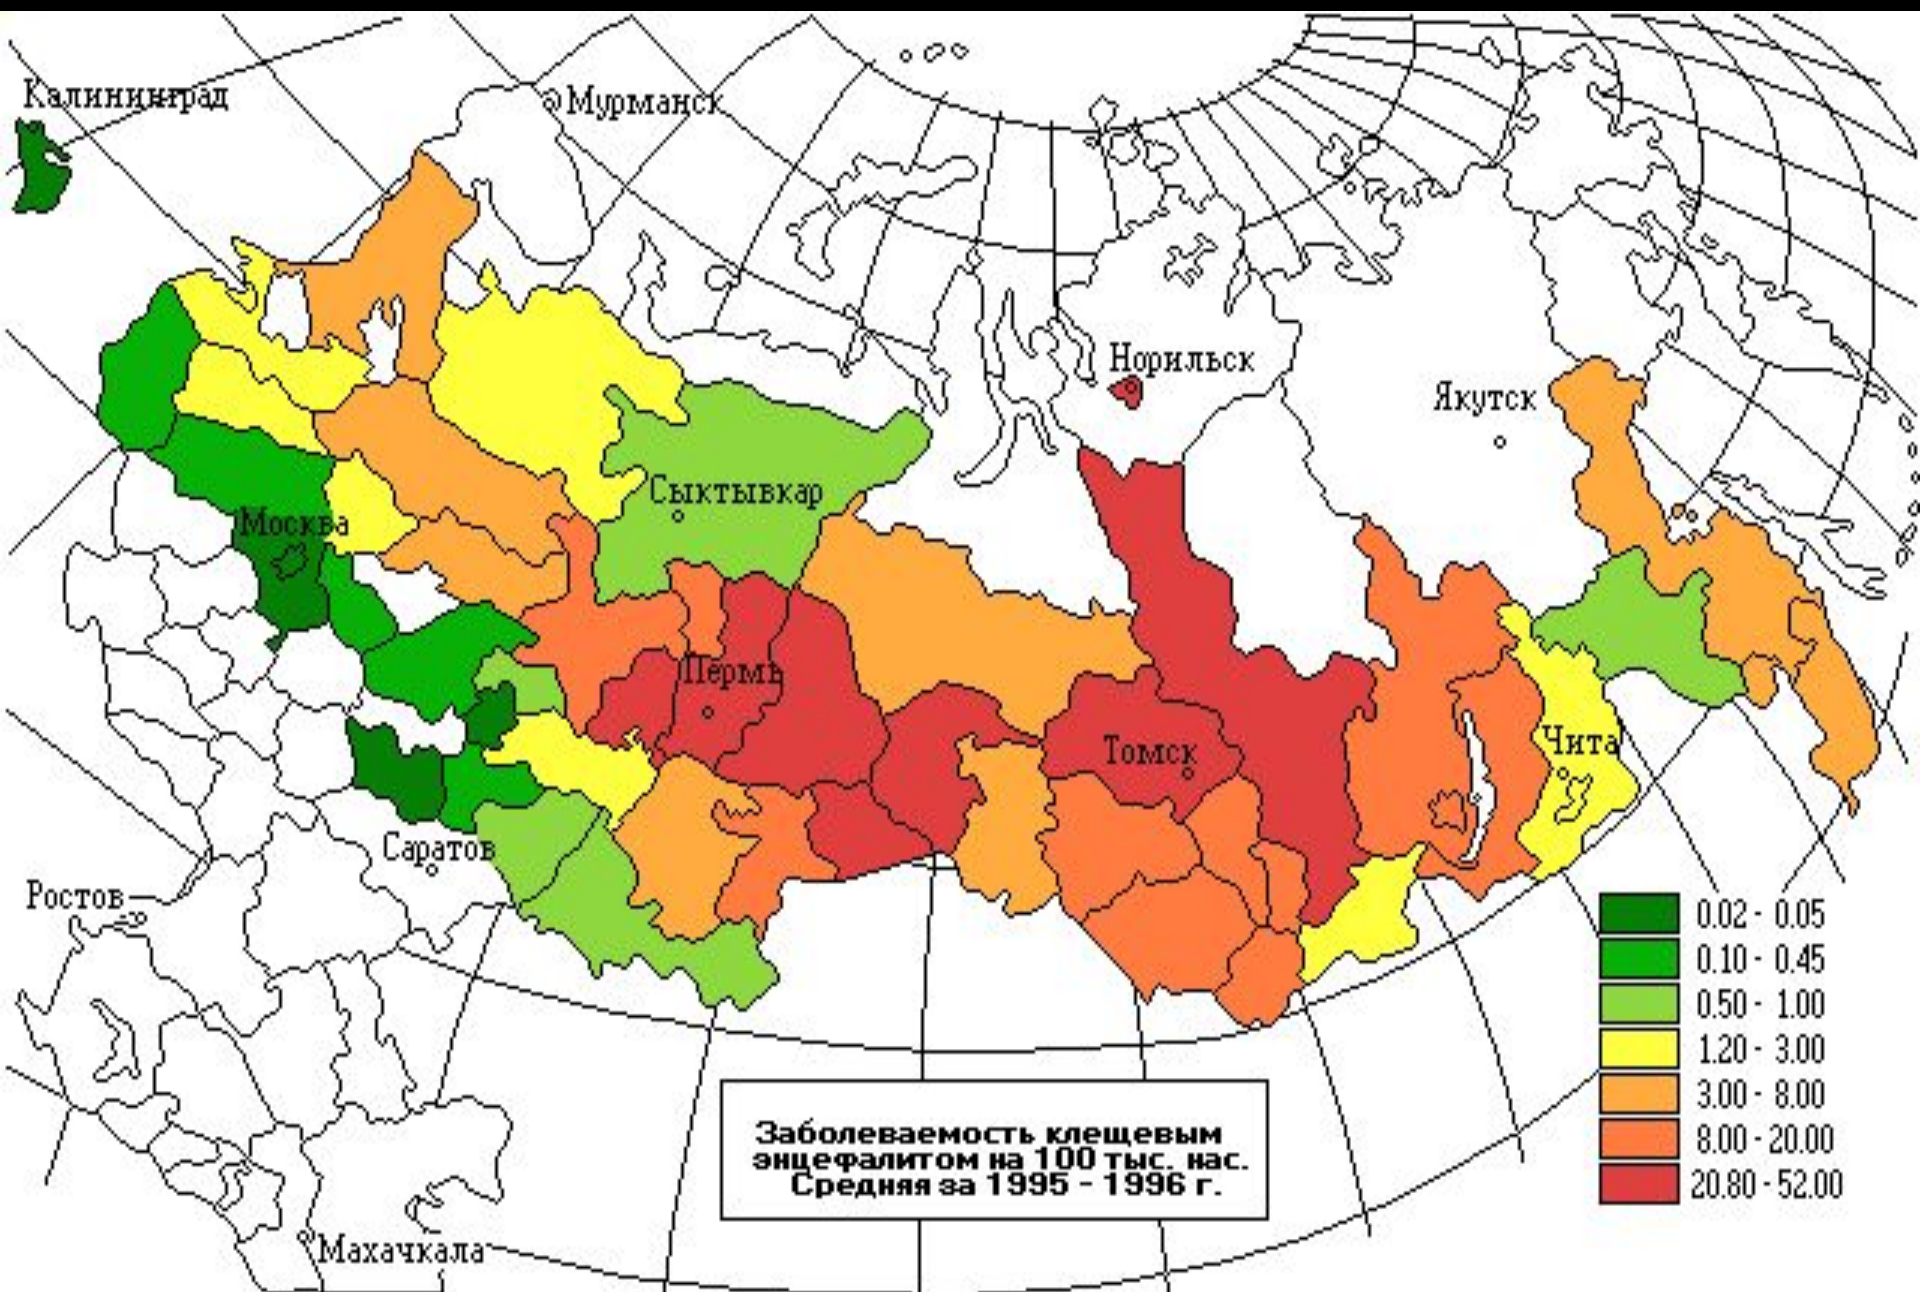 Калининград
Мурманск
Норильск
Якутск
Сыктывкар
Москва
Пермь
Томск
Чита
Саратов
Ростов
Махачкала
0.02 - 0.05
0.10 - 0.45
0.50 - 1.00
1.20 - 3.00
3.00 - 8.00
8.00 - 20.00
20.80 - 52.00
Заболеваемость клещевым
энцефалитом на 100 тыс. нас.
Средняя за 1995 - 1996 г.